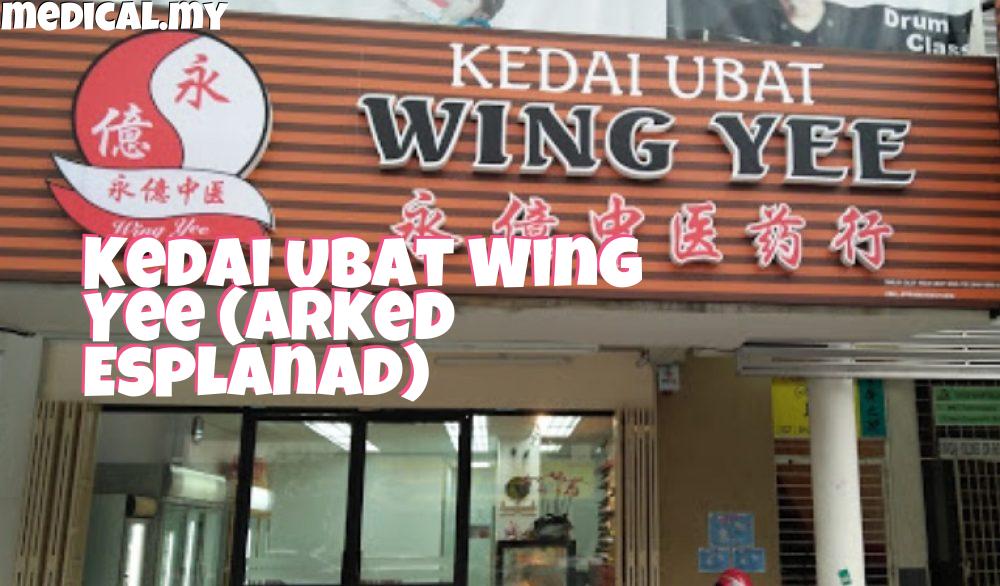 medical.my
Drum
Class
KEDAI UBAT
WING YEE
永
億
永億中医
Wing Yee
永億中医药行
Kedai Ubat Wing
Yee (Arked
Esplanad)